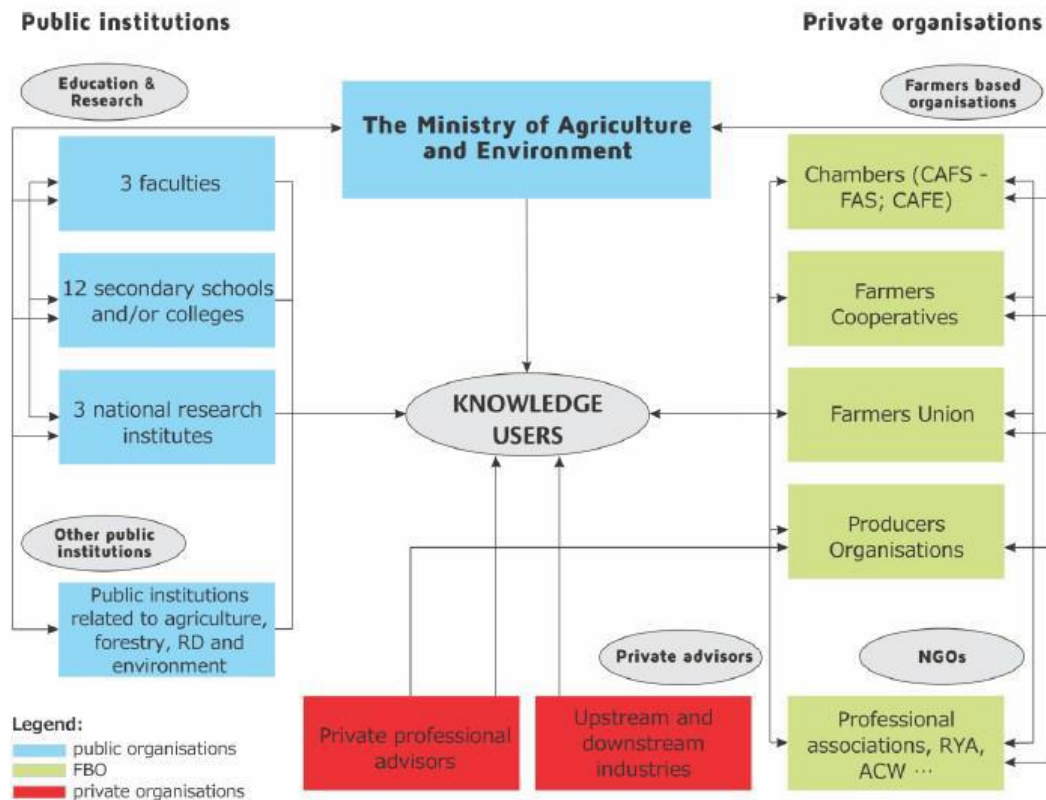 Public institutions
Private organisations
Education &
Research
Farmers based
organisations
The Ministry of Agriculture
and Environment
3 faculties
Chambers (CAFS -
FAS; CAFE)
12 secondary schools
and/or colleges
Farmers
Cooperatives
3 national research
institutes
KNOWLEDGE
USERS
Farmers Union
Other public
institutions
Producers
Organisations
Public institutions
related to agriculture,
forestry, RD and
environment
Private advisors
NGOs
Private professional
advisors
Upstream and
downstream
industries
Professional
associations, RYA,
ACW ...
Legend:
public organisations
FBO
private organisations